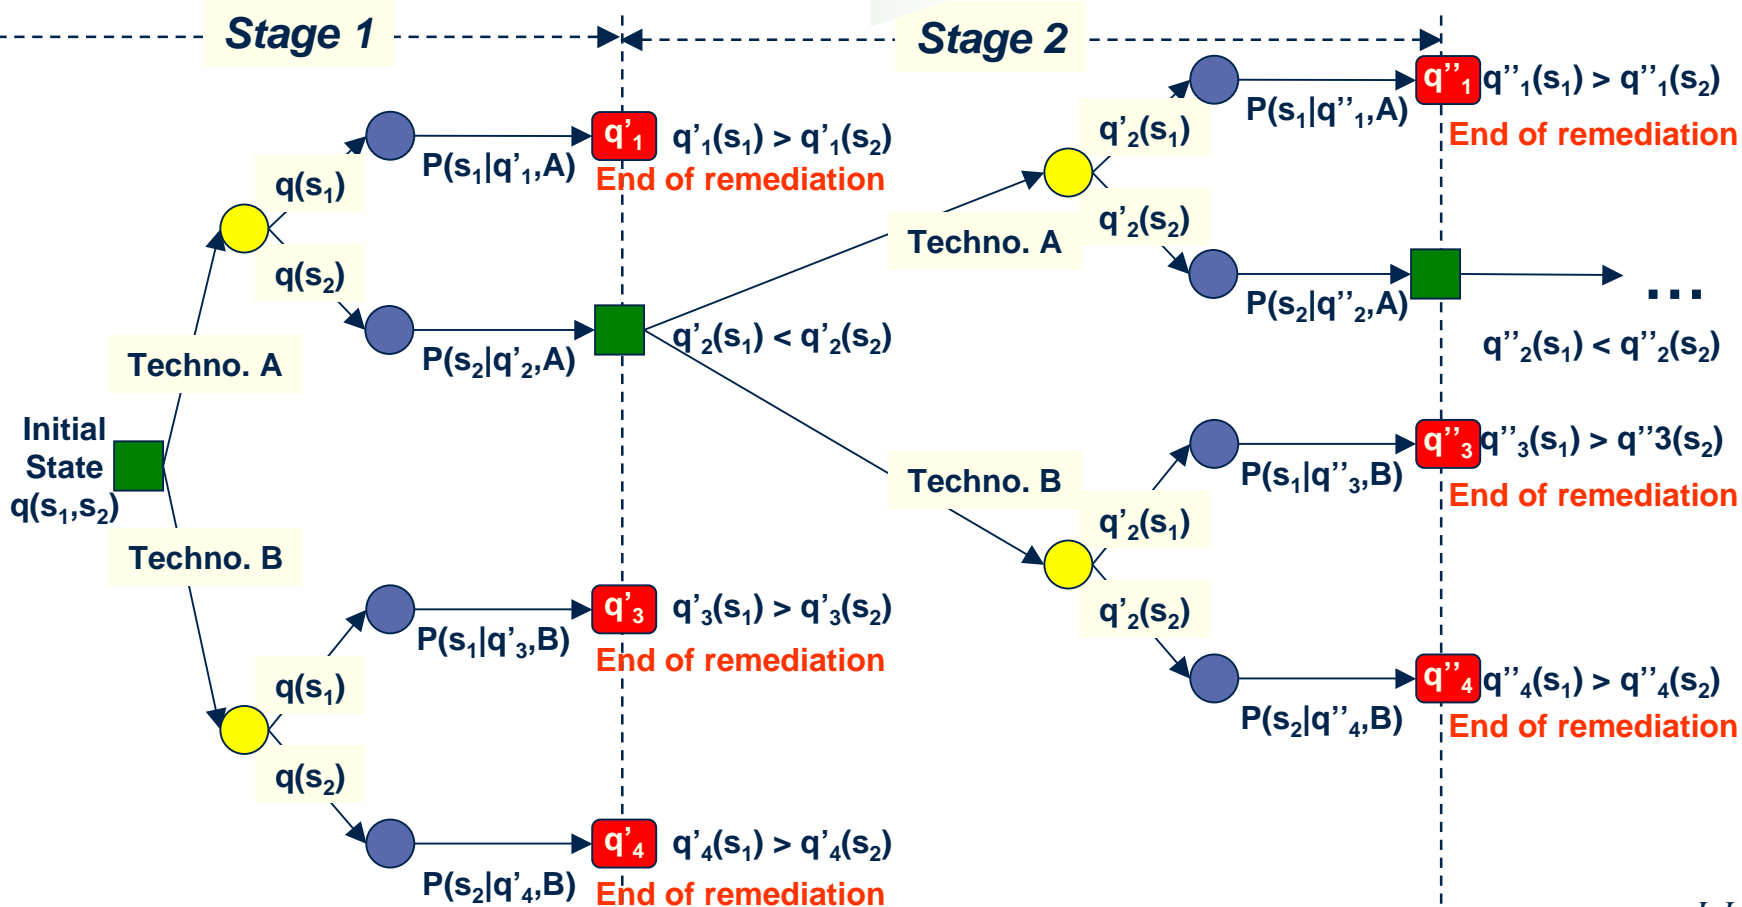 Stage 1
Stage 2
q’’₁
q’’₁(s₁) > q’’₁(s₂)
q’₂(s₁)
P(s₁|q’’₁,A)
End of remediation
q’₁
q’₁(s₁) > q’₁(s₂)
P(s₁|q’₁,A)
End of remediation
q(s₁)
q’₂(s₂)
Techno. A
q(s₂)
P(s₂|q’’₂,A)
...
q’₂(s₁) < q’₂(s₂)
q’’₂(s₁) < q’’₂(s₂)
P(s₂|q’₂,A)
Techno. A
Initial
State
q(s₁,s₂)
q’’₃
q’’₃(s₁) > q’’3(s₂)
P(s₁|q’’₃,B)
End of remediation
Techno. B
q’₂(s₁)
Techno. B
q’₃
q’₃(s₁) > q’₃(s₂)
q’₂(s₂)
P(s₁|q’₃,B)
End of remediation
q(s₁)
q’’₄
q’’₄(s₁) > q’’₄(s₂)
P(s₂|q’’₄,B)
End of remediation
q(s₂)
q’₄
q’₄(s₁) > q’₄(s₂)
P(s₂|q’₄,B)
End of remediation